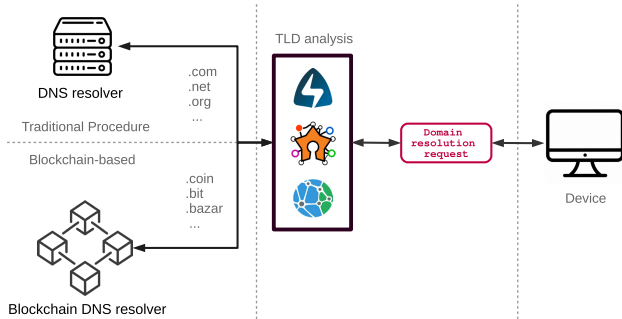 TLD analysis
.com
.net
.org
...
DNS resolver
Traditional Procedure
Blockchain-based
Domain
resolution
request
Device
.coin
.bit
.bazar
...
Blockchain DNS resolver